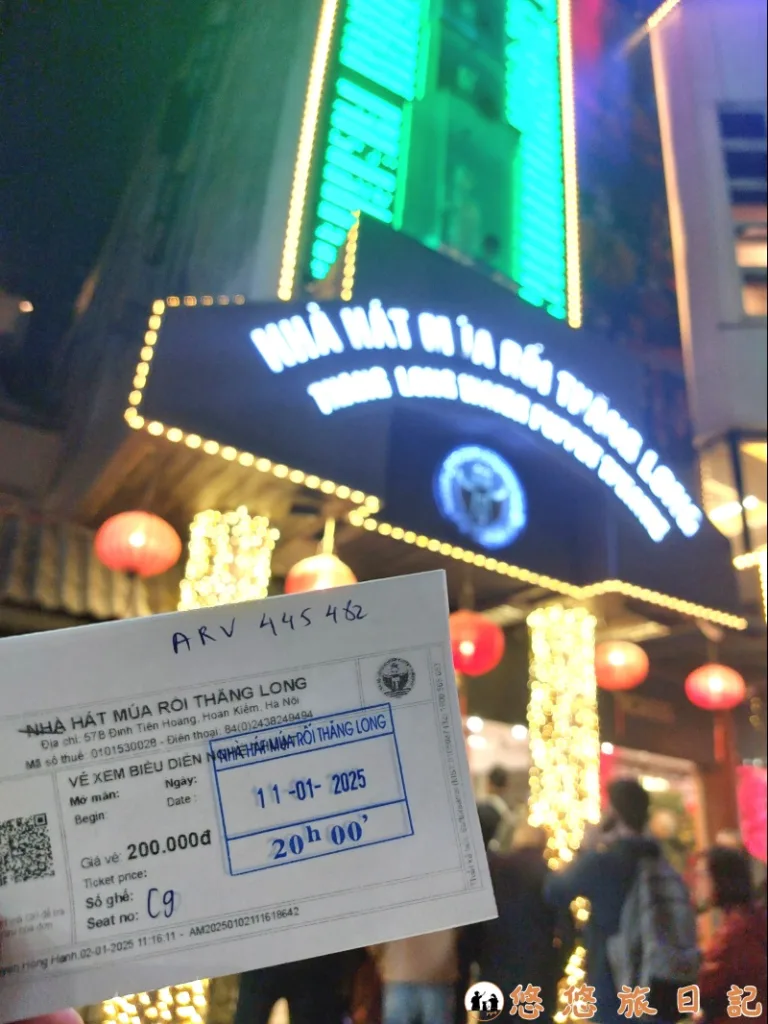 NHÀ HÁT MÚA RỐI THĂNG LONG
THANG LONG WATER PUPPET THEATRE
ARV 445 482
NHÀ HÁT MÚA RỐI THĂNG LONG
Địa chỉ: 57B Đinh Tiên Hoàng, Hoàn Kiếm, Hà Nội
Mã số thuế: 0101530028 - Điện thoại: 84(0)2438249494
VÉ XEM BIỂU DIỄN
NHÀ HÁT MÚA RỐI THĂNG LONG
Mở màn:
Ngày:
Begin:
Date :
11-01-2025
20h 00'
Giá vé: 200.000đ
Ticket price:
Số ghế:
Seat no: C9
Hồng Hạnh,02-01-2025 11:16:11 - AM20250102111618642
悠悠旅日記